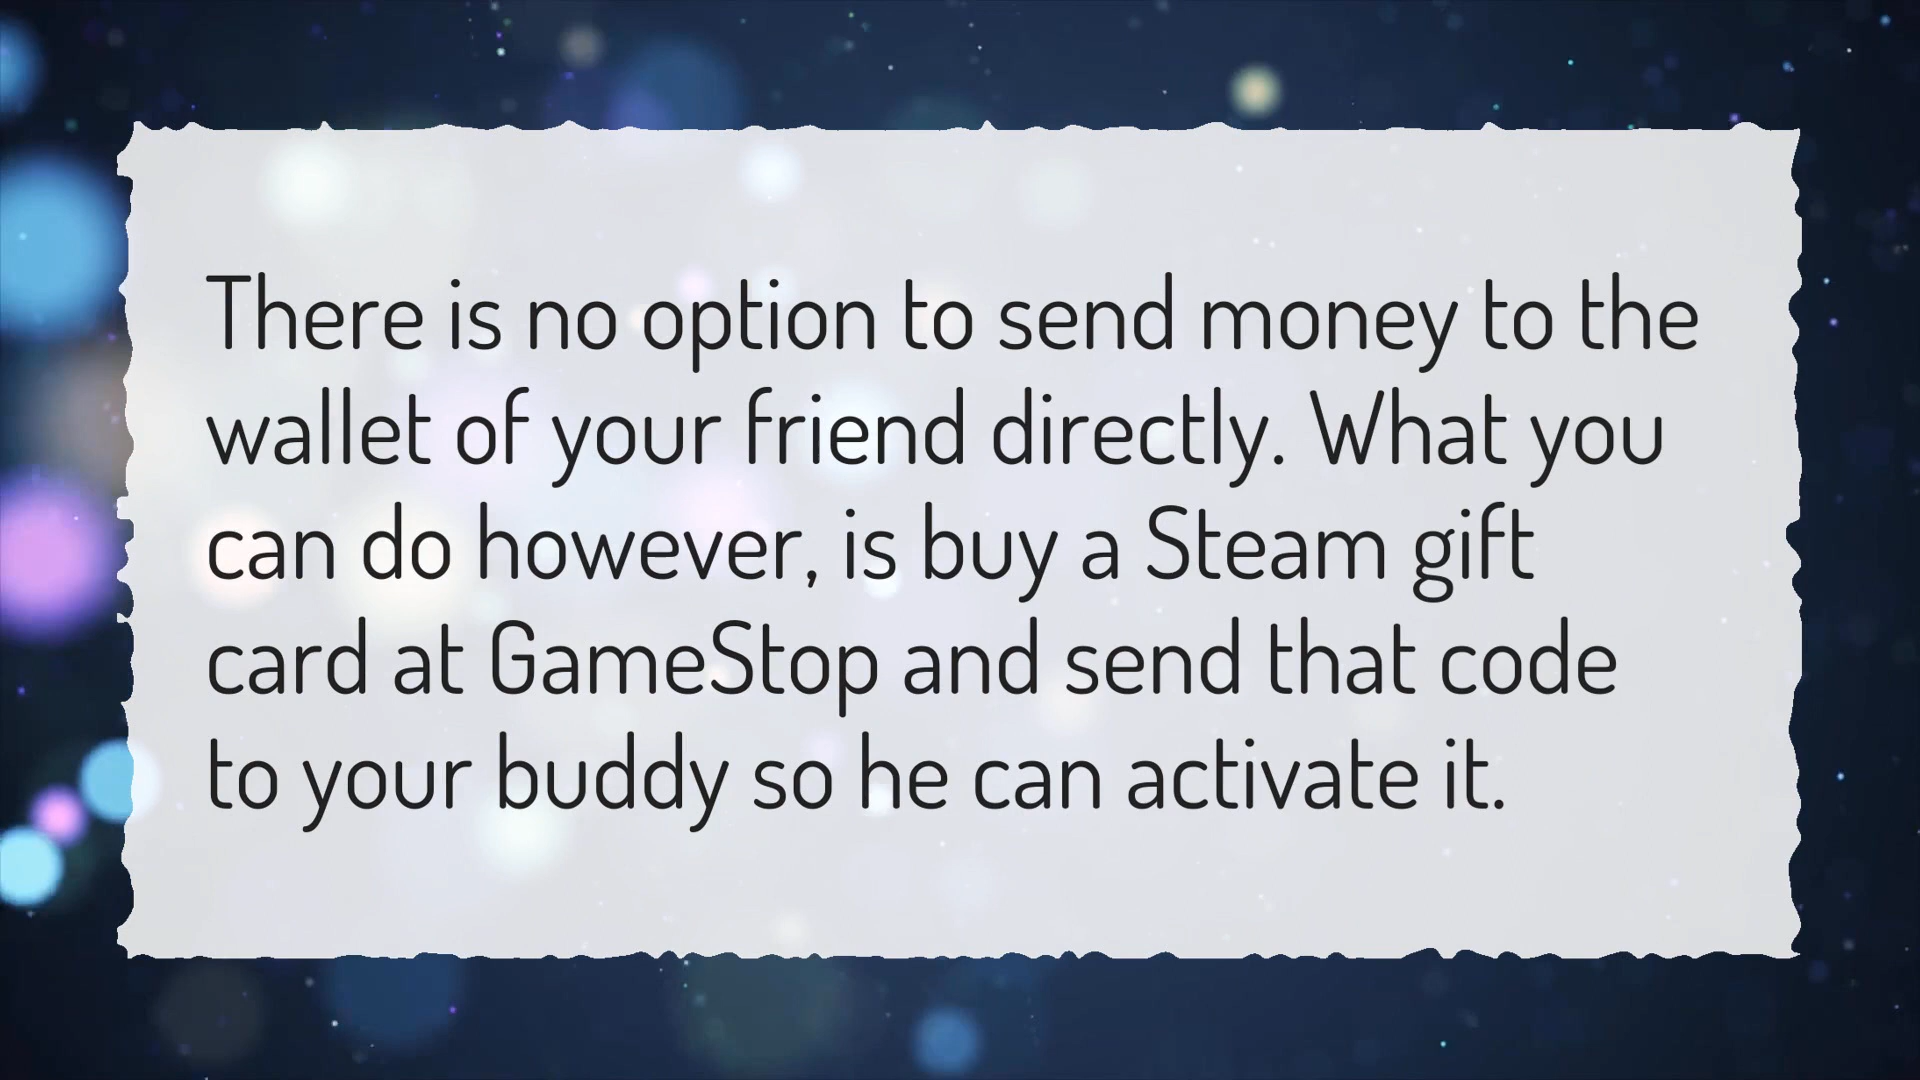 There is no option to send money to the
wallet of your friend directly. What you
can do however, is buy a Steam gift
card at GameStop and send that code
to your buddy so he can activate it.